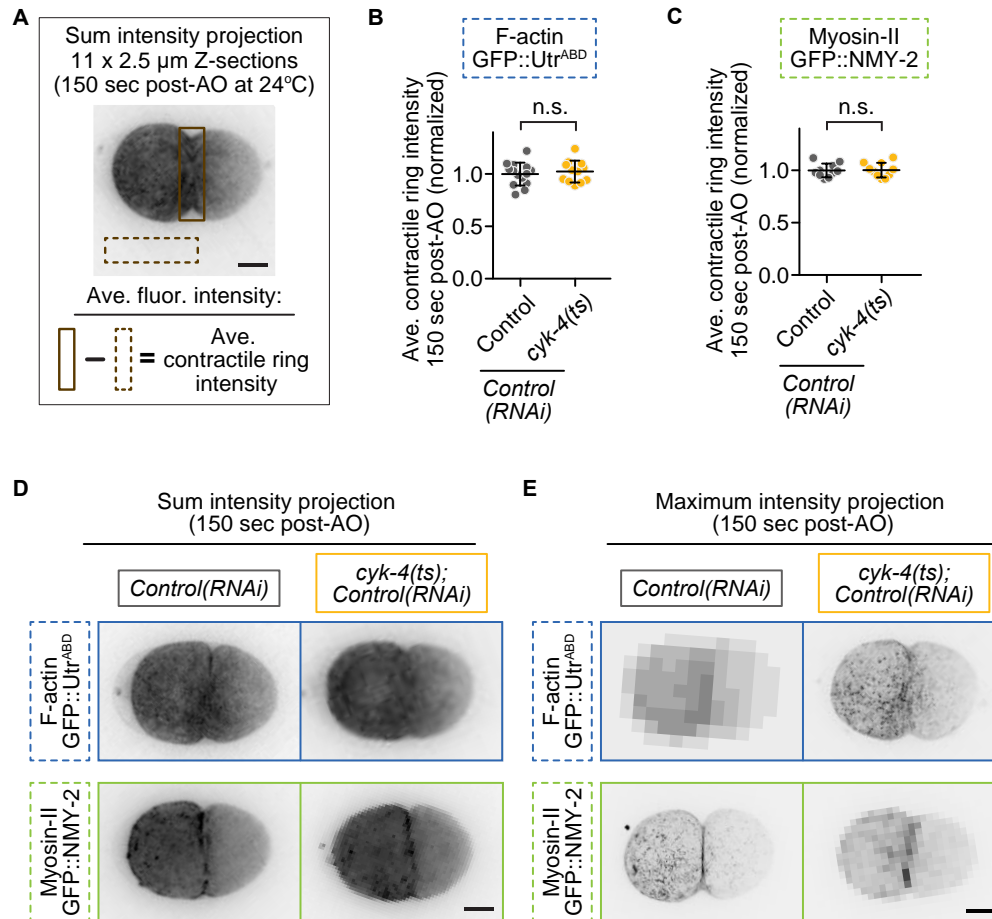 A
Sum intensity projection
11 x 2.5 µm Z-sections
(150 sec post-AO at 24ºC)
Ave. fluor. intensity:
– = Ave.
contractile ring
intensity
B
F-actin
GFP::Utr^ABD
Ave. contractile ring intensity
150 sec post-AO (normalized)
n.s.
1.0
0.5
0.0
Control
cyk-4(ts)
Control
(RNAi)
C
Myosin-II
GFP::NMY-2
Ave. contractile ring intensity
150 sec post-AO (normalized)
n.s.
1.0
0.5
0.0
Control
cyk-4(ts)
Control
(RNAi)
D
Sum intensity projection
(150 sec post-AO)
Control(RNAi)
cyk-4(ts);
Control(RNAi)
F-actin
GFP::Utr^ABD
Myosin-II
GFP::NMY-2
E
Maximum intensity projection
(150 sec post-AO)
Control(RNAi)
cyk-4(ts);
Control(RNAi)
F-actin
GFP::Utr^ABD
Myosin-II
GFP::NMY-2